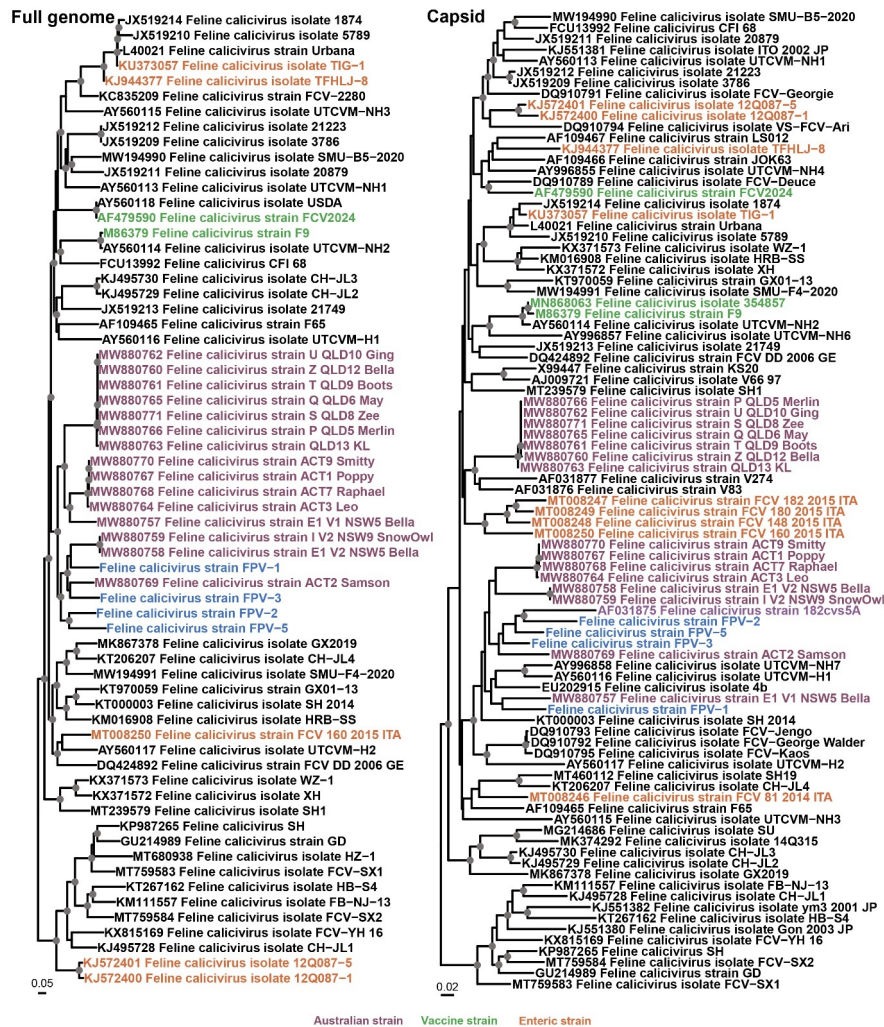 Full genome
JX519214 Feline calicivirus isolate 1874
JX519210 Feline calicivirus isolate 5789
L40021 Feline calicivirus strain Urbana
KU373057 Feline calicivirus isolate TIG−1
KJ944377 Feline calicivirus isolate TFHLJ−8
KC835209 Feline calicivirus strain FCV−2280
AY560115 Feline calicivirus isolate UTCVM−NH3
JX519212 Feline calicivirus isolate 21223
JX519209 Feline calicivirus isolate 3786
MW194990 Feline calicivirus isolate SMU−B5−2020
JX519211 Feline calicivirus isolate 20879
AY560113 Feline calicivirus isolate UTCVM−NH1
AY560118 Feline calicivirus isolate USDA
AF479590 Feline calicivirus strain FCV2024
M86379 Feline calicivirus strain F9
AY560114 Feline calicivirus isolate UTCVM−NH2
FCU13992 Feline calicivirus CFI 68
KJ495730 Feline calicivirus isolate CH−JL3
KJ495729 Feline calicivirus isolate CH−JL2
JX519213 Feline calicivirus isolate 21749
AF109465 Feline calicivirus strain F65
AY560116 Feline calicivirus isolate UTCVM−H1
MW880762 Feline calicivirus strain U QLD10 Ging
MW880760 Feline calicivirus strain Z QLD12 Bella
MW880761 Feline calicivirus strain T QLD9 Boots
MW880765 Feline calicivirus strain Q QLD6 May
MW880771 Feline calicivirus strain S QLD8 Zee
MW880766 Feline calicivirus strain P QLD5 Merlin
MW880763 Feline calicivirus strain QLD13 KL
MW880770 Feline calicivirus strain ACT9 Smitty
MW880767 Feline calicivirus strain ACT1 Poppy
MW880768 Feline calicivirus strain ACT7 Raphael
MW880764 Feline calicivirus strain ACT3 Leo
MW880757 Feline calicivirus strain E1 V1 NSW5 Bella
MW880759 Feline calicivirus strain I V2 NSW9 SnowOwl
MW880758 Feline calicivirus strain E1 V2 NSW5 Bella
Feline calicivirus strain FPV−1
MW880769 Feline calicivirus strain ACT2 Samson
Feline calicivirus strain FPV−3
Feline calicivirus strain FPV−2
Feline calicivirus strain FPV−5
MK867378 Feline calicivirus isolate GX2019
KT206207 Feline calicivirus isolate CH−JL4
MW194991 Feline calicivirus isolate SMU−F4−2020
KT970059 Feline calicivirus strain GX01−13
KT000003 Feline calicivirus isolate SH 2014
KM016908 Feline calicivirus isolate HRB−SS
MT008250 Feline calicivirus strain FCV 160 2015 ITA
AY560117 Feline calicivirus isolate UTCVM−H2
DQ424892 Feline calicivirus strain FCV DD 2006 GE
KX371573 Feline calicivirus isolate WZ−1
KX371572 Feline calicivirus isolate XH
MT239579 Feline calicivirus isolate SH1
KP987265 Feline calicivirus SH
GU214989 Feline calicivirus strain GD
MT680938 Feline calicivirus isolate HZ−1
MT759583 Feline calicivirus isolate FCV−SX1
KT267162 Feline calicivirus isolate HB−S4
KM111557 Feline calicivirus isolate FB−NJ−13
MT759584 Feline calicivirus isolate FCV−SX2
KX815169 Feline calicivirus isolate FCV−YH 16
KJ495728 Feline calicivirus isolate CH−JL1
KJ572401 Feline calicivirus isolate 12Q087−5
KJ572400 Feline calicivirus isolate 12Q087−1
0.05
Capsid
MW194990 Feline calicivirus isolate SMU−B5−2020
FCU13992 Feline calicivirus CFI 68
JX519211 Feline calicivirus isolate 20879
KJ551381 Feline calicivirus isolate ITO 2002 JP
AY560113 Feline calicivirus isolate UTCVM−NH1
JX519212 Feline calicivirus isolate 21223
JX519209 Feline calicivirus isolate 3786
DQ910791 Feline calicivirus isolate FCV−Georgie
KJ572401 Feline calicivirus isolate 12Q087−5
KJ572400 Feline calicivirus isolate 12Q087−1
DQ910794 Feline calicivirus isolate VS−FCV−Ari
AF109467 Feline calicivirus strain LS012
KJ944377 Feline calicivirus isolate TFHLJ−8
AF109466 Feline calicivirus strain JOK63
AY996855 Feline calicivirus isolate UTCVM−NH4
DQ910789 Feline calicivirus isolate FCV−Deuce
AF479590 Feline calicivirus strain FCV2024
JX519214 Feline calicivirus isolate 1874
KU373057 Feline calicivirus isolate TIG−1
L40021 Feline calicivirus strain Urbana
JX519210 Feline calicivirus isolate 5789
KX371573 Feline calicivirus isolate WZ−1
KM016908 Feline calicivirus isolate HRB−SS
KX371572 Feline calicivirus isolate XH
KT970059 Feline calicivirus strain GX01−13
MW194991 Feline calicivirus isolate SMU−F4−2020
MN868063 Feline calicivirus isolate 354857
M86379 Feline calicivirus strain F9
AY560114 Feline calicivirus isolate UTCVM−NH2
AY996857 Feline calicivirus isolate UTCVM−NH6
JX519213 Feline calicivirus isolate 21749
DQ424892 Feline calicivirus strain FCV DD 2006 GE
X99447 Feline calicivirus strain KS20
AJ009721 Feline calicivirus isolate V66 97
MT239579 Feline calicivirus isolate SH1
MW880766 Feline calicivirus strain P QLD5 Merlin
MW880762 Feline calicivirus strain U QLD10 Ging
MW880771 Feline calicivirus strain S QLD8 Zee
MW880765 Feline calicivirus strain Q QLD6 May
MW880761 Feline calicivirus strain T QLD9 Boots
MW880760 Feline calicivirus strain Z QLD12 Bella
MW880763 Feline calicivirus strain QLD13 KL
AF031877 Feline calicivirus strain V274
AF031876 Feline calicivirus strain V83
MT008247 Feline calicivirus strain FCV 182 2015 ITA
MT008249 Feline calicivirus strain FCV 180 2015 ITA
MT008248 Feline calicivirus strain FCV 148 2015 ITA
MT008250 Feline calicivirus strain FCV 160 2015 ITA
MW880770 Feline calicivirus strain ACT9 Smitty
MW880767 Feline calicivirus strain ACT1 Poppy
MW880768 Feline calicivirus strain ACT7 Raphael
MW880764 Feline calicivirus strain ACT3 Leo
MW880758 Feline calicivirus strain E1 V2 NSW5 Bella
MW880759 Feline calicivirus strain I V2 NSW9 SnowOwl
AF031875 Feline calicivirus strain 182cvs5A
Feline calicivirus strain FPV−2
Feline calicivirus strain FPV−5
Feline calicivirus strain FPV−3
MW880769 Feline calicivirus strain ACT2 Samson
AY996858 Feline calicivirus isolate UTCVM−NH7
AY560116 Feline calicivirus isolate UTCVM−H1
EU202915 Feline calicivirus isolate 4b
MW880757 Feline calicivirus strain E1 V1 NSW5 Bella
Feline calicivirus strain FPV−1
KT000003 Feline calicivirus isolate SH 2014
DQ910793 Feline calicivirus isolate FCV−Jengo
DQ910792 Feline calicivirus isolate FCV−George Walder
DQ910795 Feline calicivirus isolate FCV−Kaos
AY560117 Feline calicivirus isolate UTCVM−H2
MT460112 Feline calicivirus isolate SH19
KT206207 Feline calicivirus isolate CH−JL4
MT008246 Feline calicivirus strain FCV 81 2014 ITA
AF109465 Feline calicivirus strain F65
AY560115 Feline calicivirus isolate UTCVM−NH3
MG214686 Feline calicivirus isolate SU
MK374292 Feline calicivirus isolate 14Q315
KJ495730 Feline calicivirus isolate CH−JL3
KJ495729 Feline calicivirus isolate CH−JL2
MK867378 Feline calicivirus isolate GX2019
KM111557 Feline calicivirus isolate FB−NJ−13
KJ495728 Feline calicivirus isolate CH−JL1
KJ551382 Feline calicivirus isolate ym3 2001 JP
KT267162 Feline calicivirus isolate HB−S4
KJ551380 Feline calicivirus isolate Gon 2003 JP
KX815169 Feline calicivirus isolate FCV−YH 16
KP987265 Feline calicivirus SH
MT759584 Feline calicivirus isolate FCV−SX2
GU214989 Feline calicivirus strain GD
MT759583 Feline calicivirus isolate FCV−SX1
0.02
Australian strain Vaccine strain Enteric strain